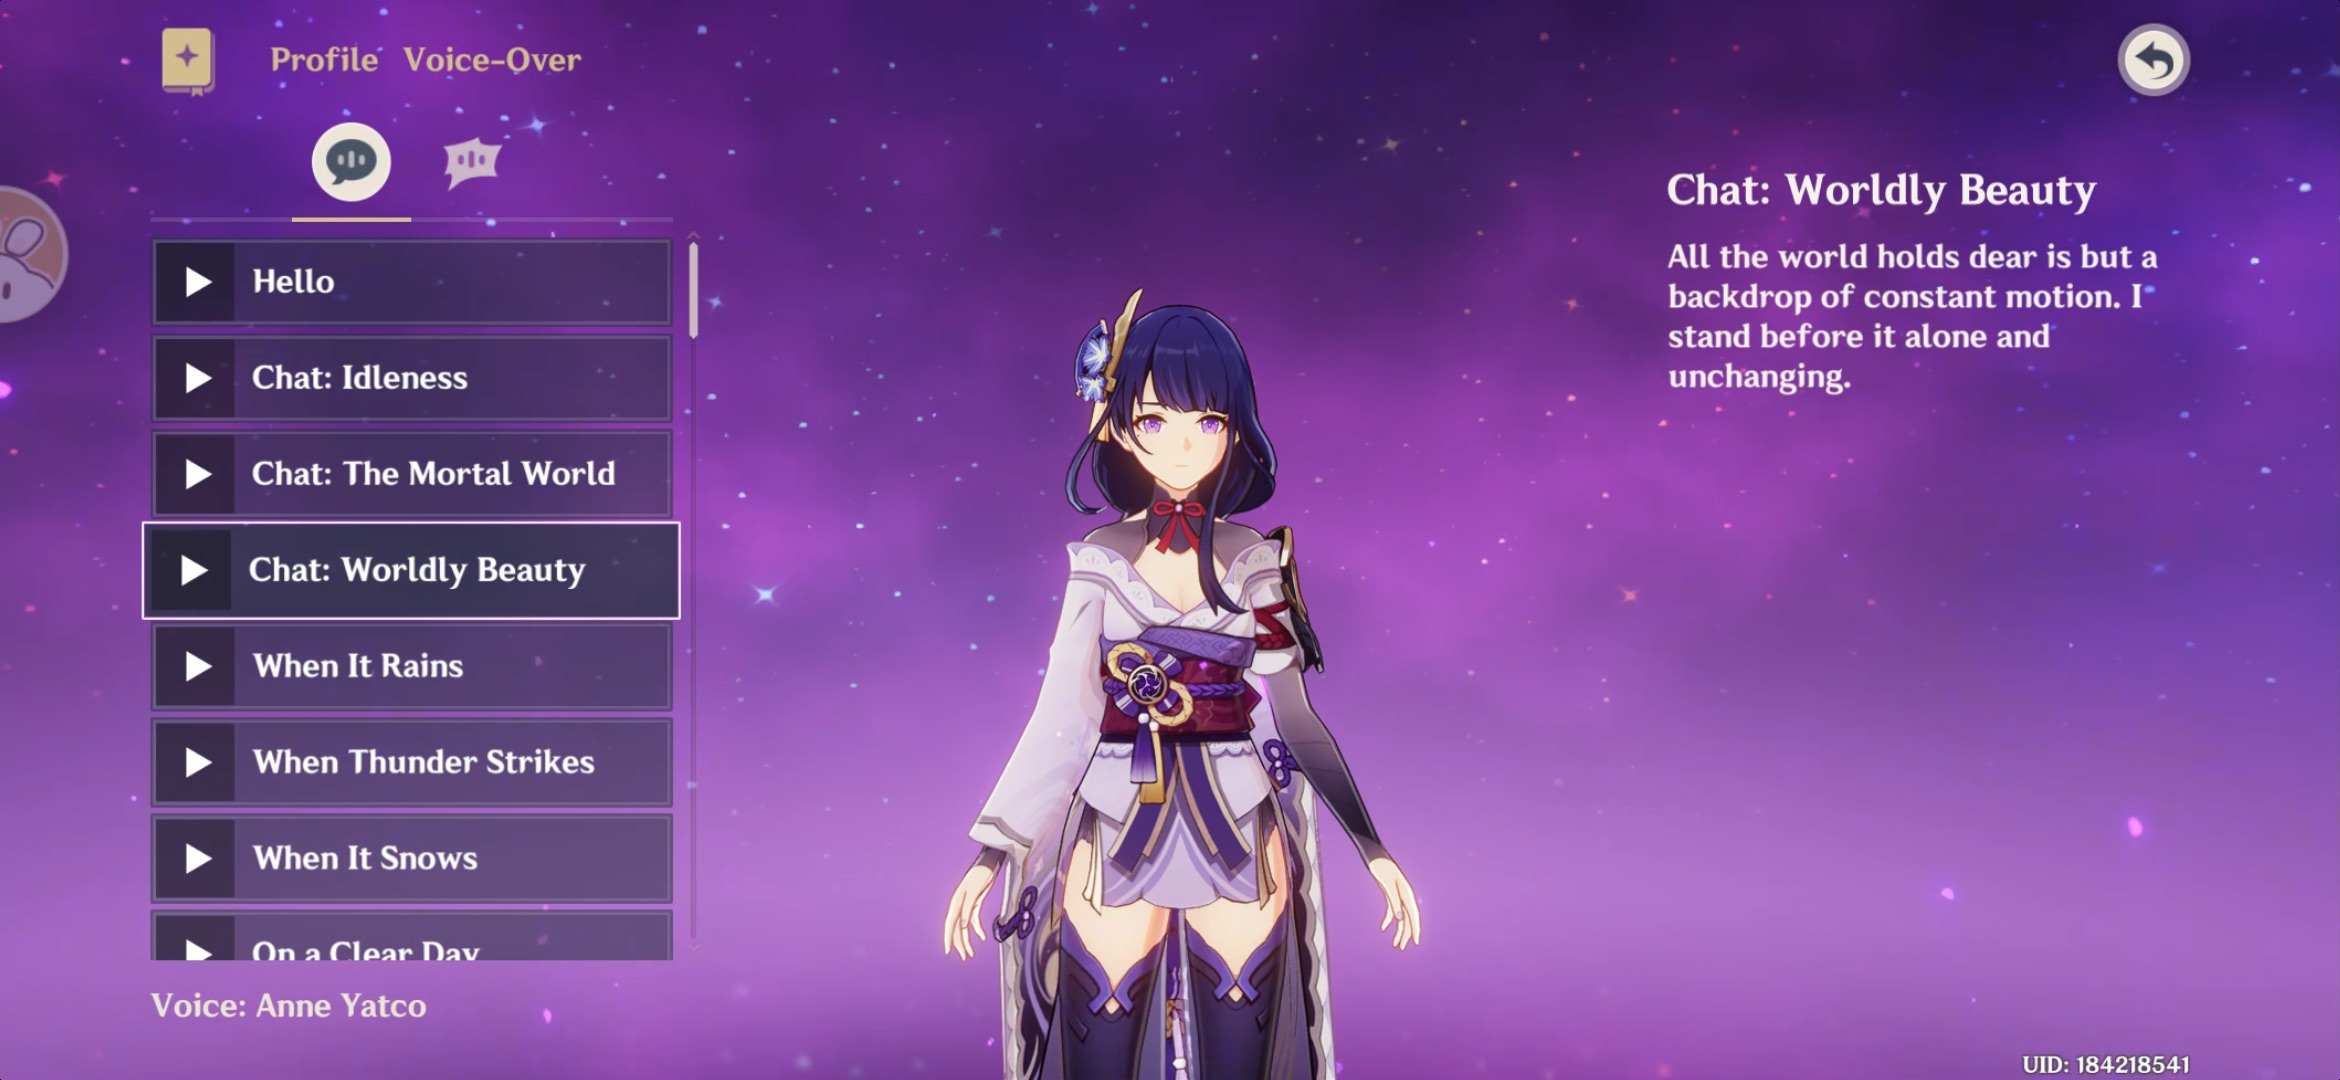 Profile Voice-Over
Hello
Chat: Idleness
Chat: The Mortal World
Chat: Worldly Beauty
When It Rains
When Thunder Strikes
When It Snows
On a Clear Day
Voice: Anne Yatco
Chat: Worldly Beauty
All the world holds dear is but a
backdrop of constant motion. I
stand before it alone and
unchanging.
UID: 184218541